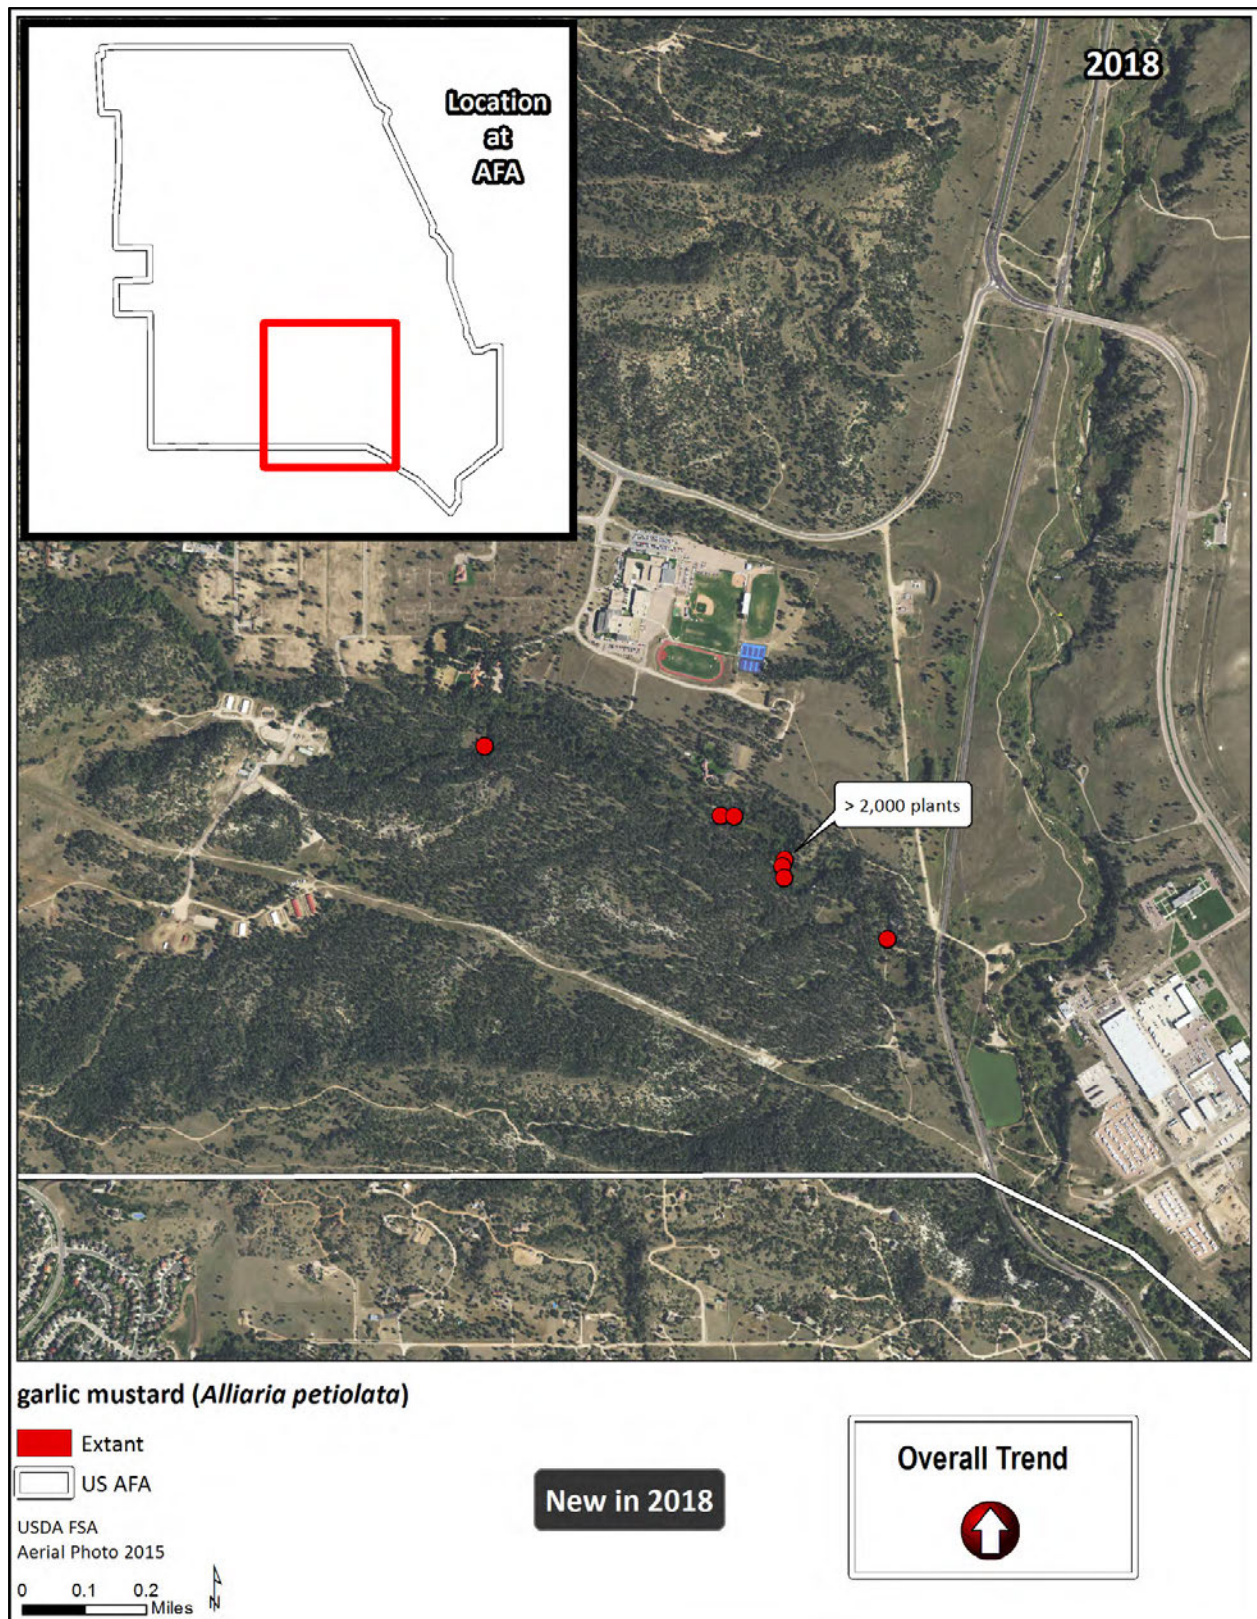 Location
at
AFA
2018
> 2,000 plants
garlic mustard (Alliaria petiolata)
Extant
US AFA
USDA FSA
Aerial Photo 2015
0 0.1 0.2
Miles
N
New in 2018
Overall Trend